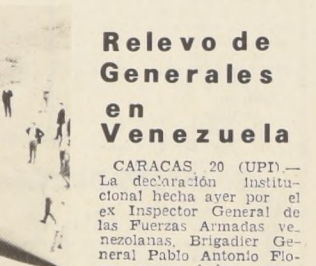 Relevo de
Generales
en
Venezuela
CARACAS, 20 (UPI).—
La declaración institu-
cional hecha ayer por el
ex Inspector General de
las Fuerzas Armadas ve-
nezolanas, Brigadier Ge-
neral Pablo Antonio Flo-